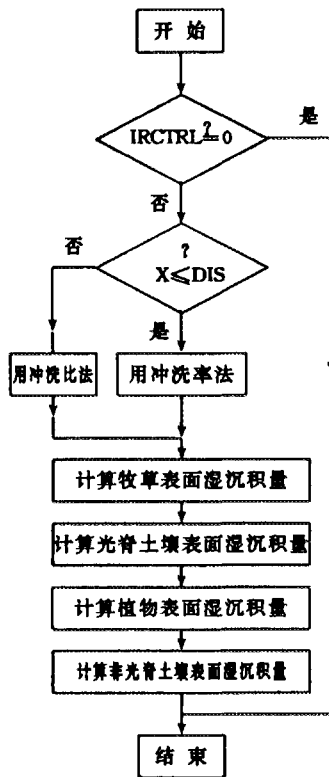 开始
IRCTRL≟0
是
否
否
?
X≤DIS
是
用冲洗比法
用冲洗率法
计算牧草表面湿沉积量
计算光脊土壤表面湿沉积量
计算植物表面湿沉积量
计算非光脊土壤表面湿沉积量
结束